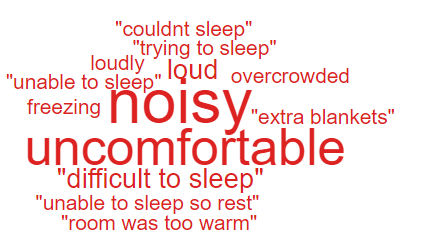 "couldnt sleep"
"trying to sleep"
loudly
loud
overcrowded
"unable to sleep"
freezing
noisy
"extra blankets"
uncomfortable
"difficult to sleep"
"unable to sleep so rest"
"room was too warm"